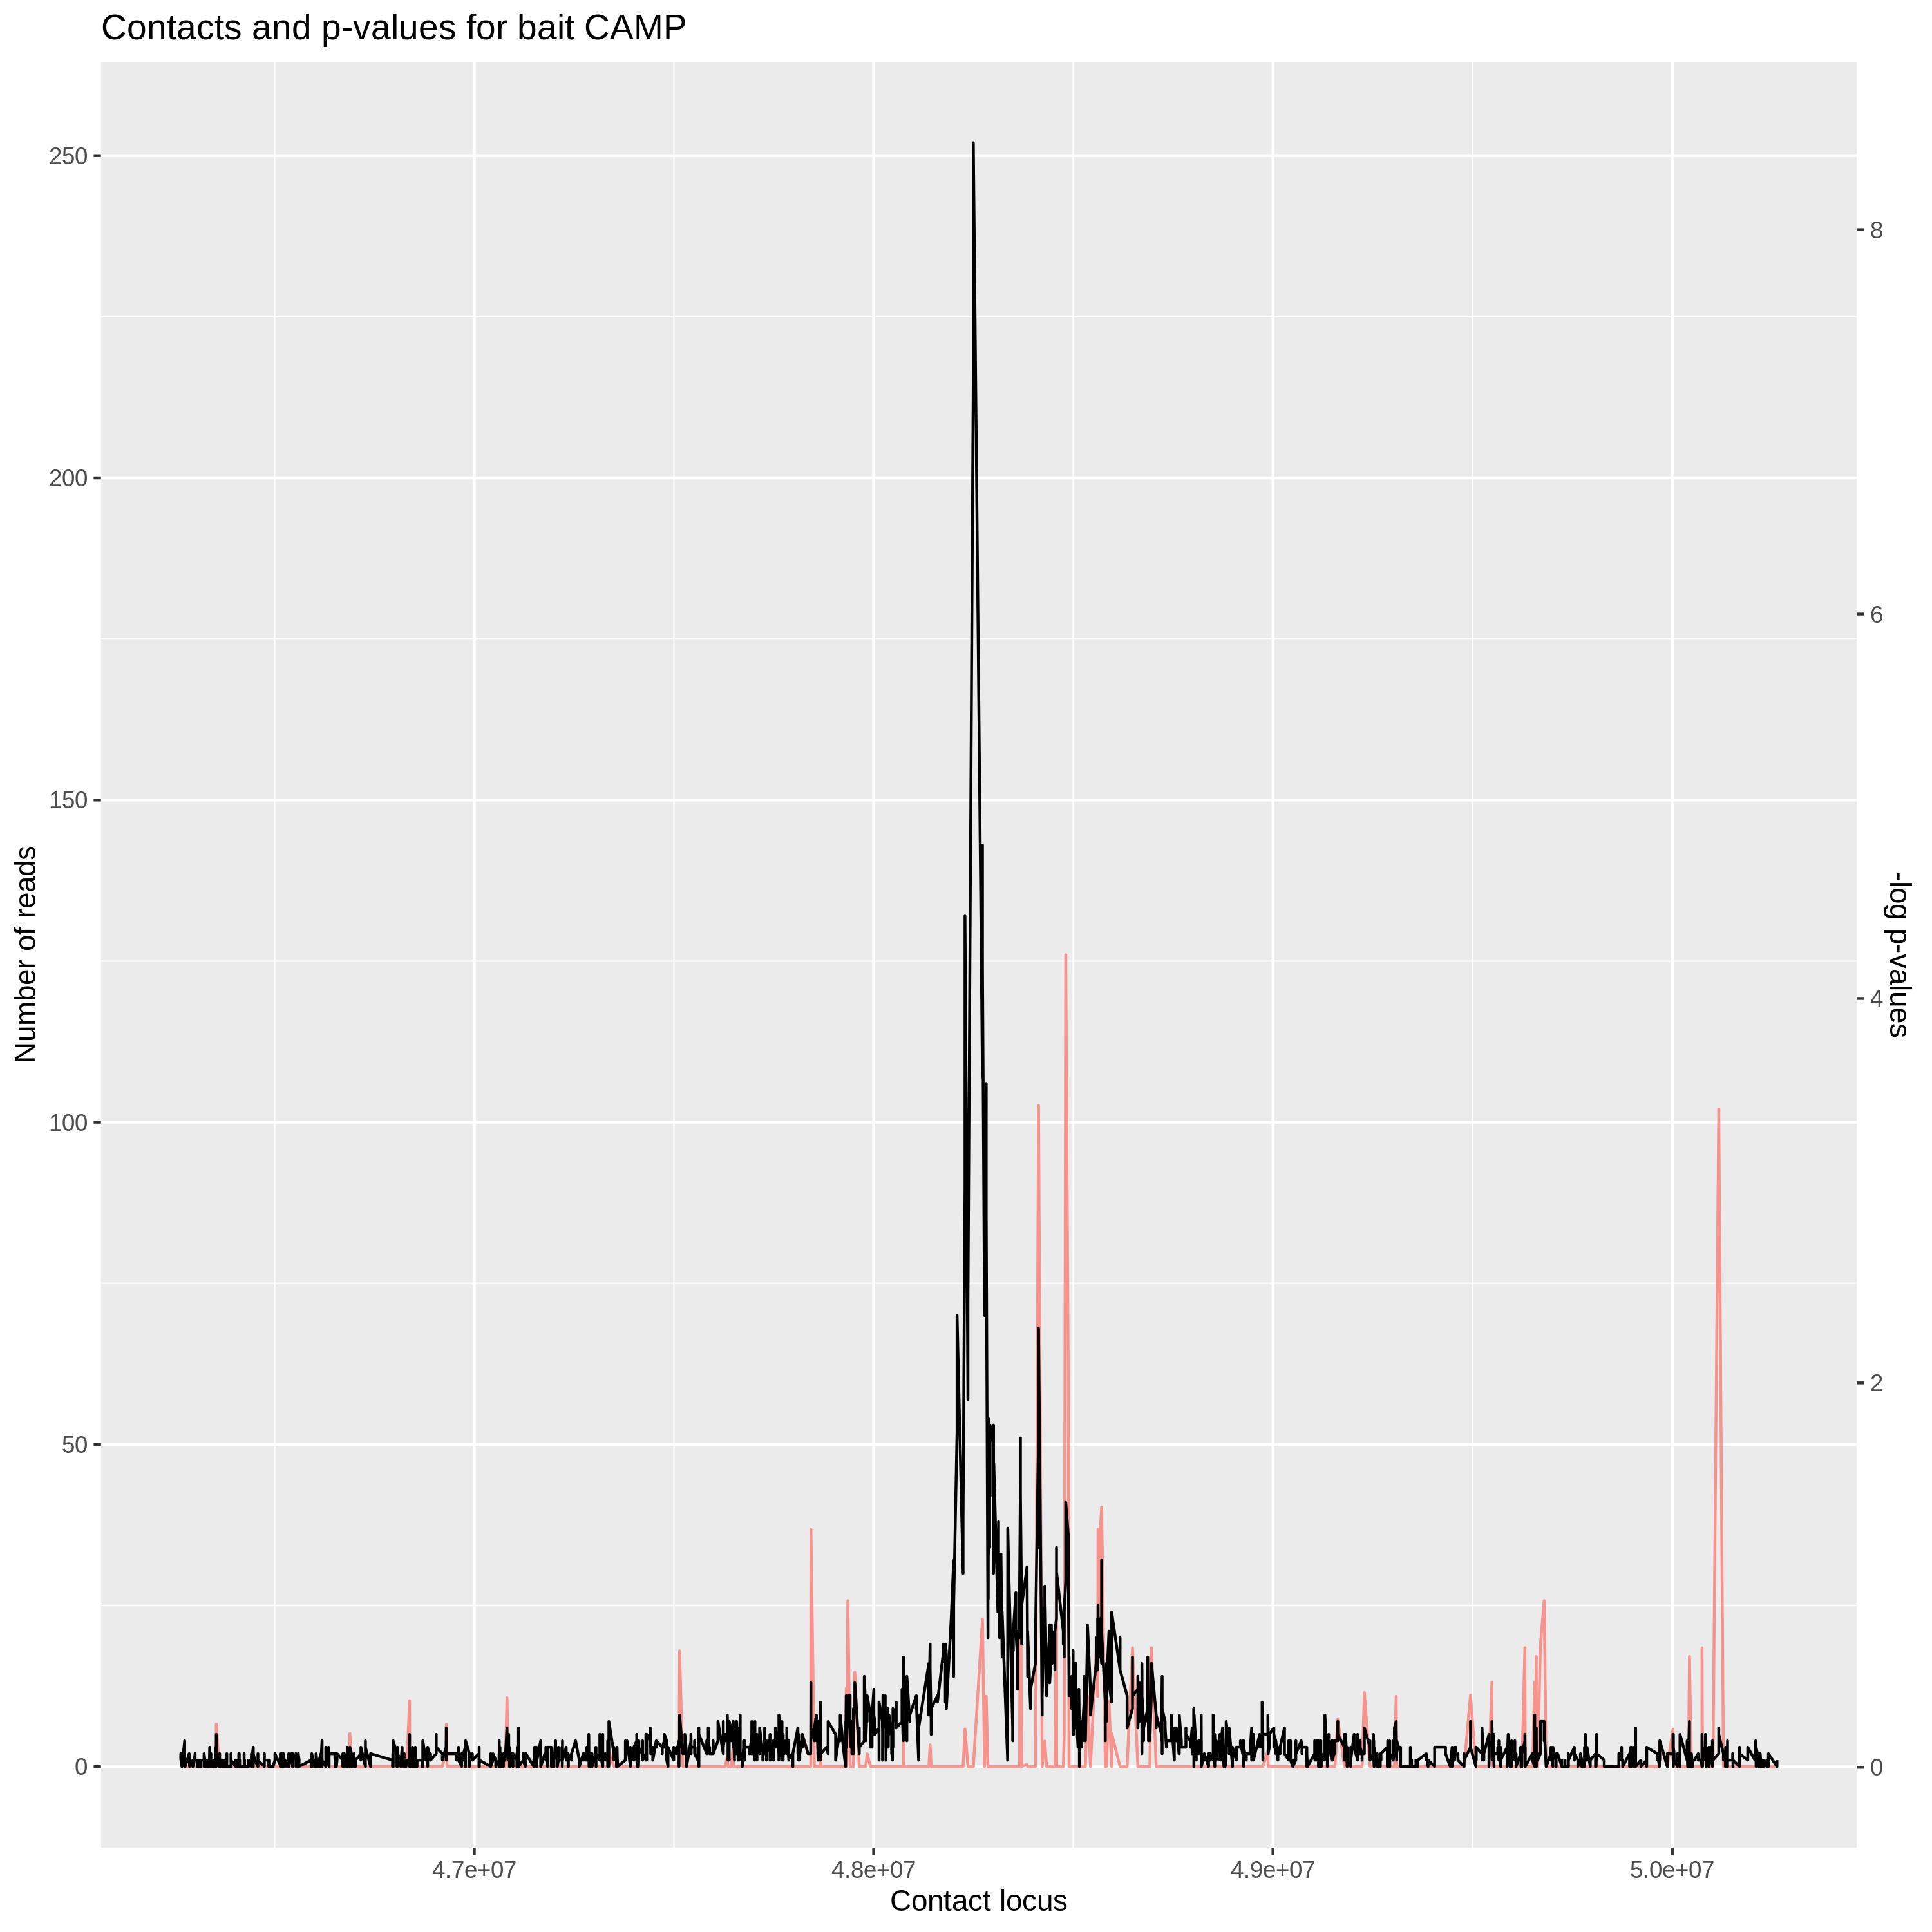 Contacts and p-values for bait CAMP
250
200
150
100
50
0
Number of reads
8
6
4
2
0
-log p-values
4.7e+07
4.8e+07
4.9e+07
5.0e+07
Contact locus